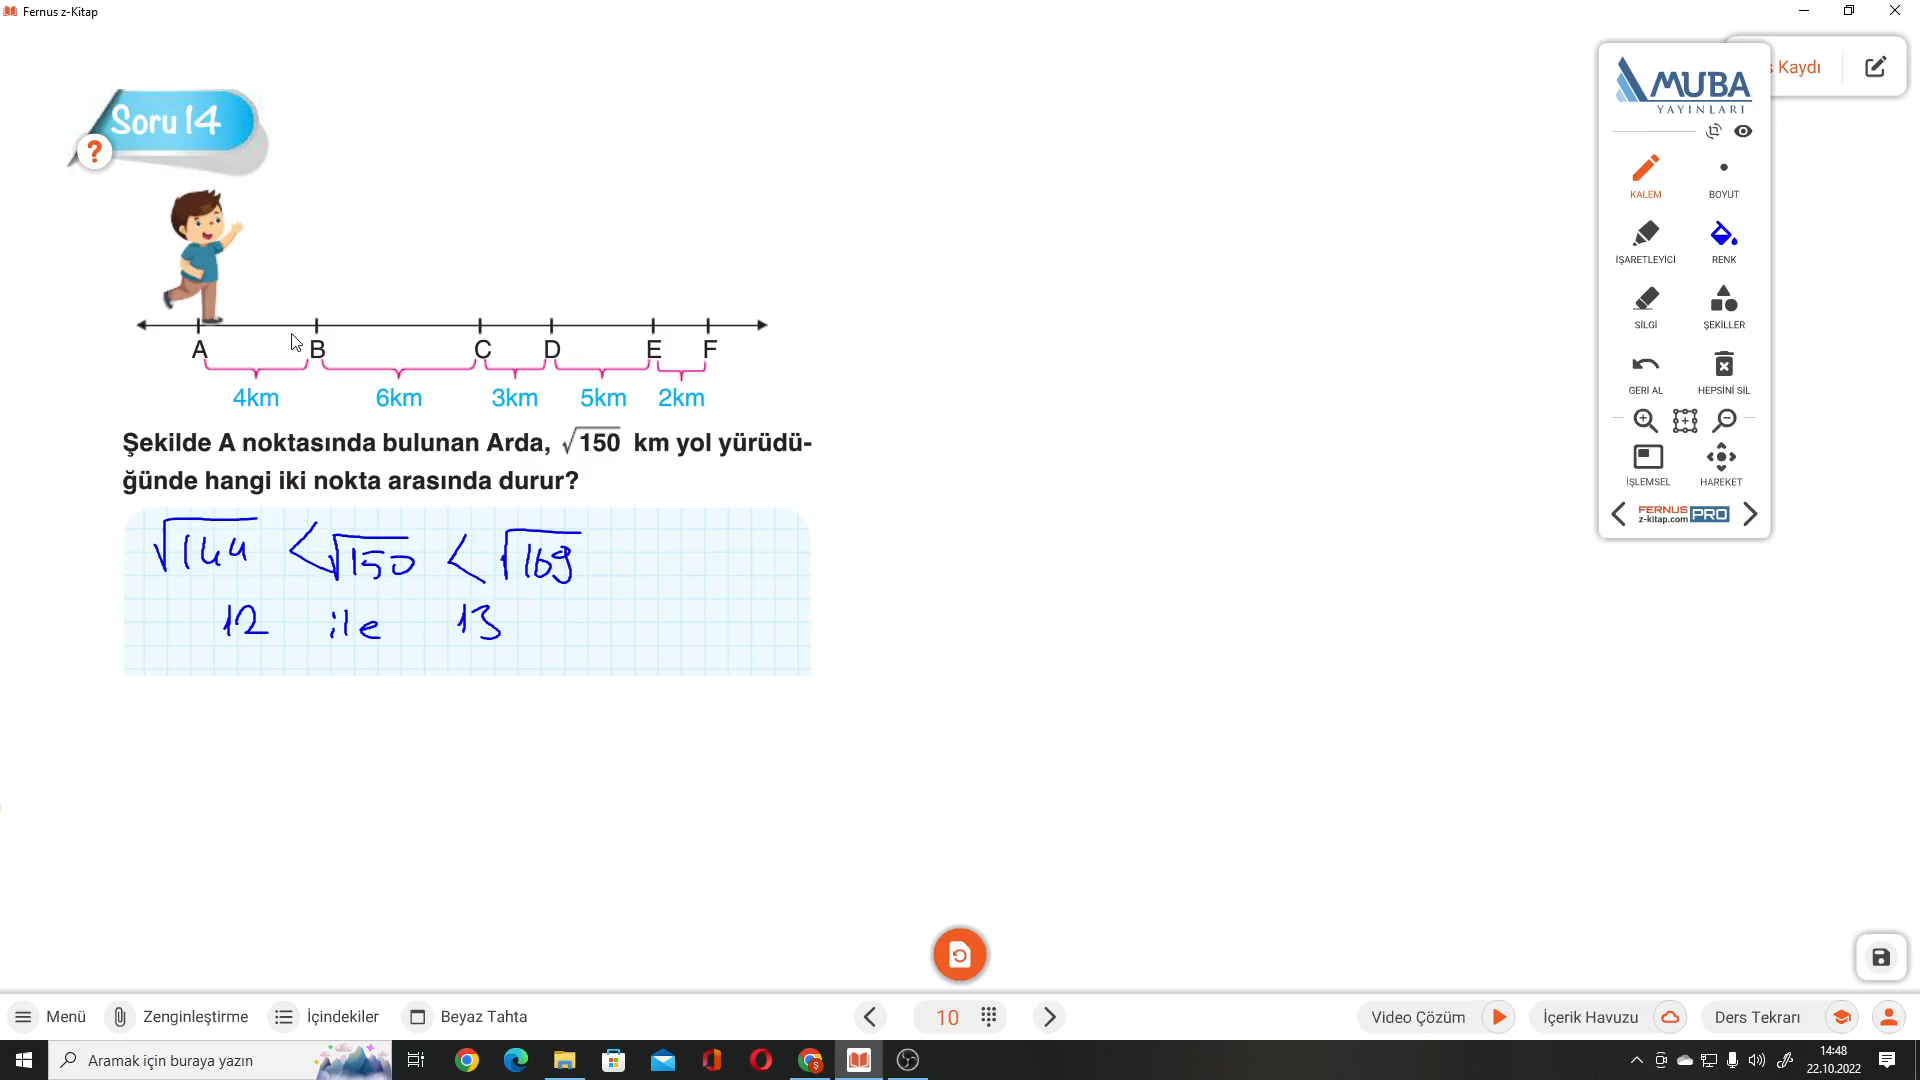 Fernus z-Kitap
s Kaydı
MUBA
YAYINLARI
Soru 14
?
KALEM
BOYUT
İŞARETLEYİCİ
RENK
SİLGİ
ŞEKİLLER
GERİ AL
HEPSİNİ SİL
İŞLEMSEL
HAREKET
FERNUS
z-kitap.com PRO
A B C D E F
4km 6km 3km 5km 2km
Şekilde A noktasında bulunan Arda, √150 km yol yürüdü-
ğünde hangi iki nokta arasında durur?
√144 < √150 < √169
12 ile 13
Menü Zenginleştirme İçindekiler Beyaz Tahta 10 Video Çözüm İçerik Havuzu Ders Tekrarı
Aramak için buraya yazın
14:48
22.10.2022